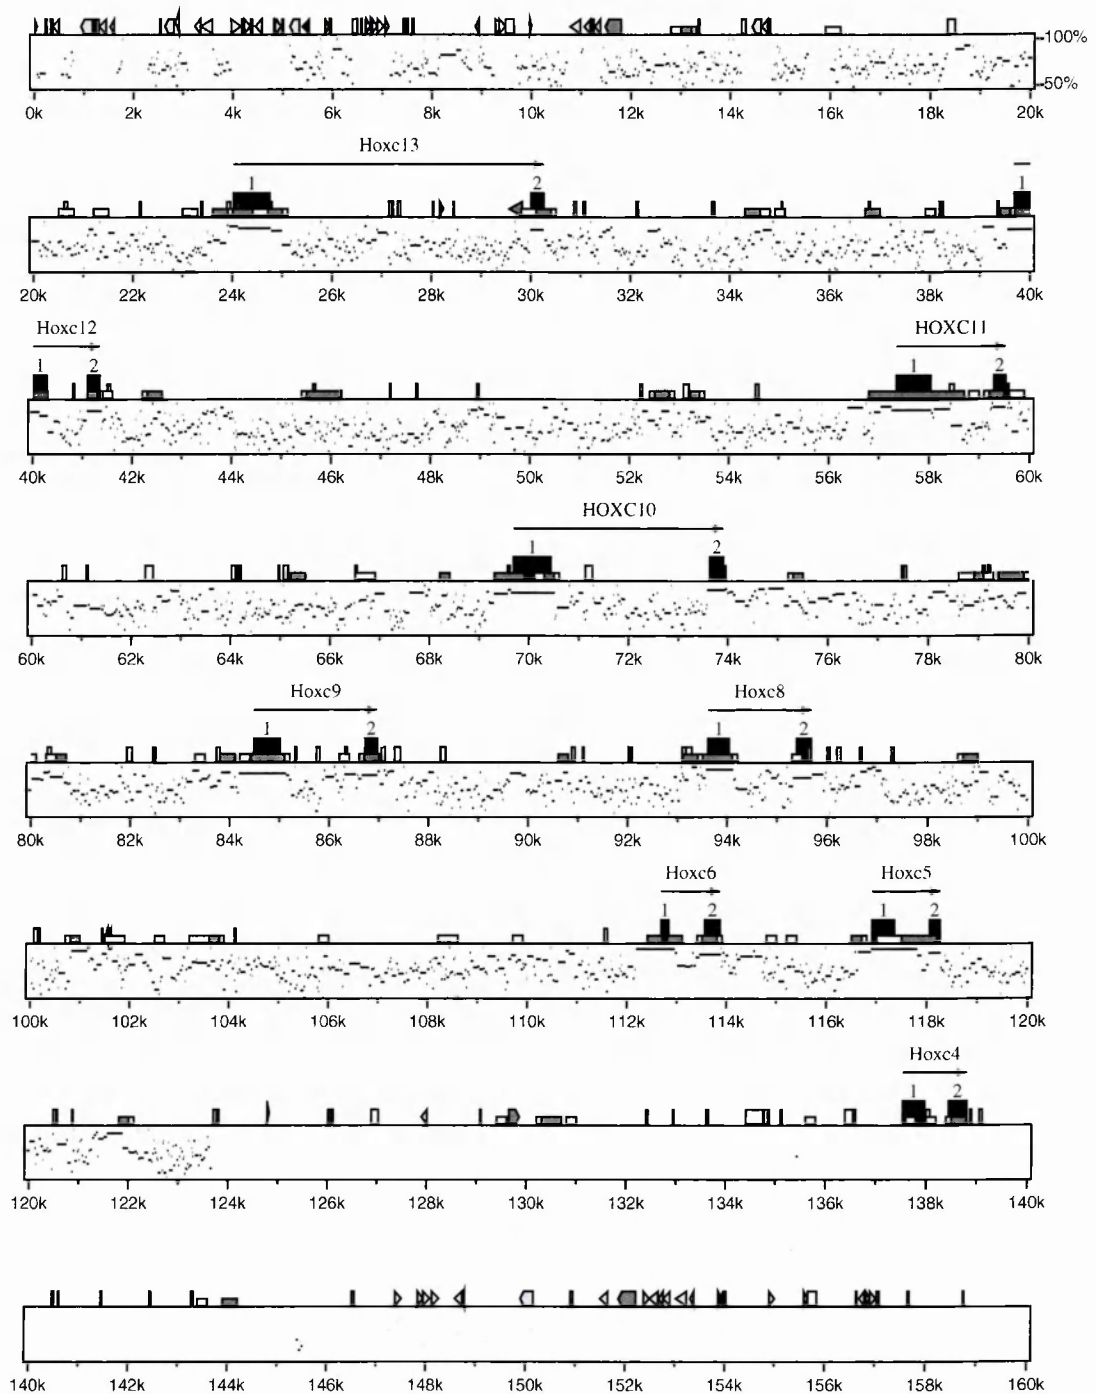 100%
50%
0k 2k 4k 6k 8k 10k 12k 14k 16k 18k 20k
Hoxc13
1 2 1
20k 22k 24k 26k 28k 30k 32k 34k 36k 38k 40k
Hoxc12 HOXC11
1 2 1 2
40k 42k 44k 46k 48k 50k 52k 54k 56k 58k 60k
HOXC10
1 2
60k 62k 64k 66k 68k 70k 72k 74k 76k 78k 80k
Hoxc9 Hoxc8
1 2 1 2
80k 82k 84k 86k 88k 90k 92k 94k 96k 98k 100k
Hoxc6 Hoxc5
1 2 1 2
100k 102k 104k 106k 108k 110k 112k 114k 116k 118k 120k
Hoxc4
1 2
120k 122k 124k 126k 128k 130k 132k 134k 136k 138k 140k
140k 142k 144k 146k 148k 150k 152k 154k 156k 158k 160k